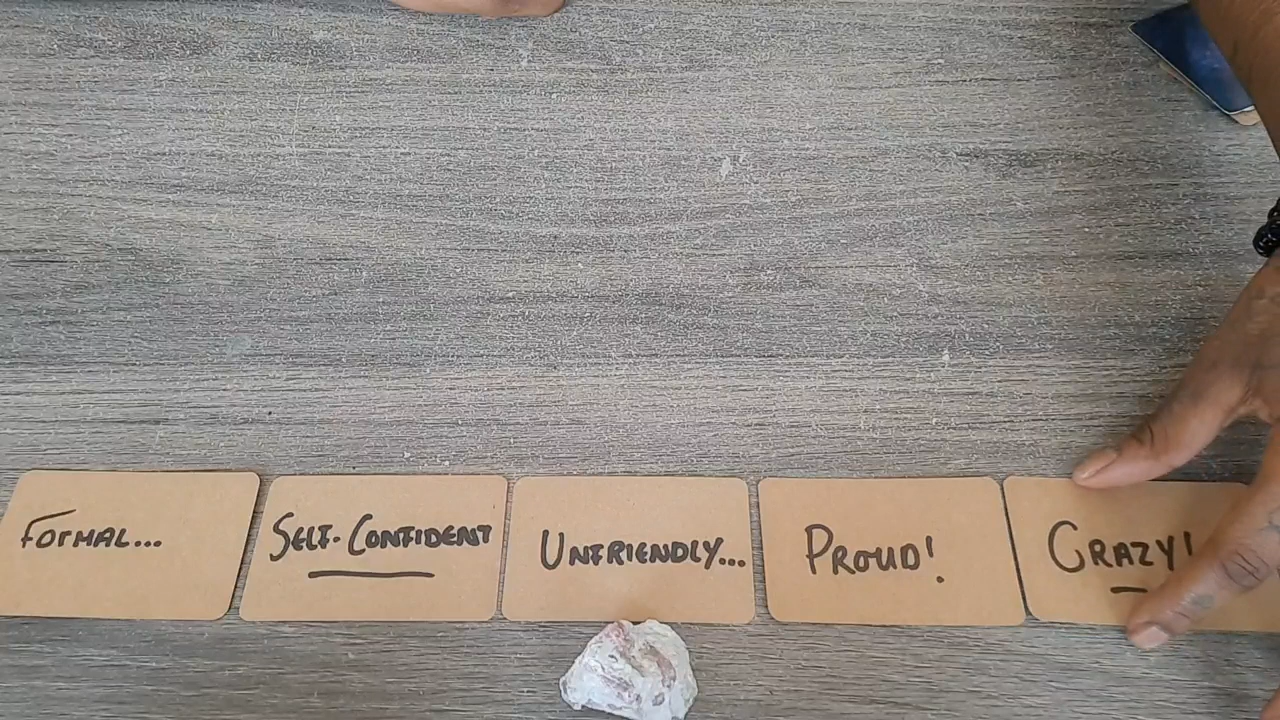 FORMAL...
SELF-CONFIDENT
UNFRIENDLY...
PROUD!
CRAZY!